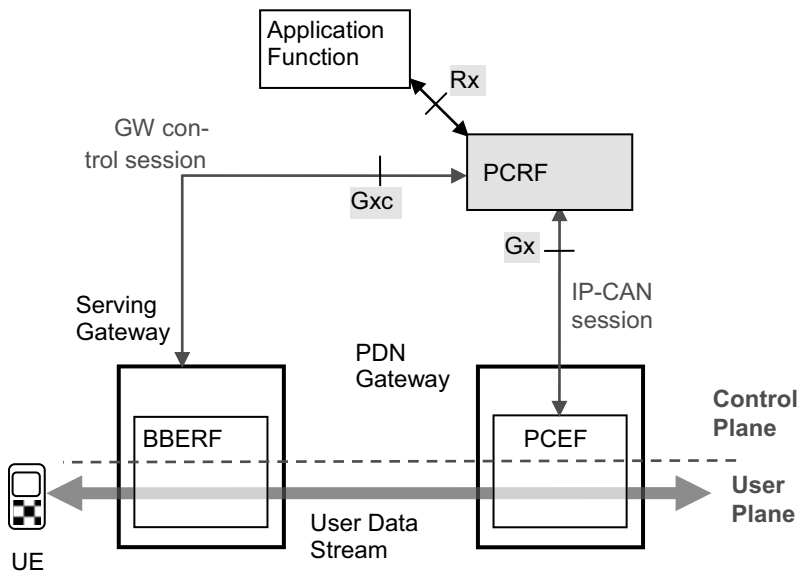 Application
Function
Rx
GW con-
trol session
PCRF
Gxc
Gx
IP-CAN
session
Serving
Gateway
PDN
Gateway
Control
Plane
BBERF
PCEF
User
Plane
User Data
Stream
UE